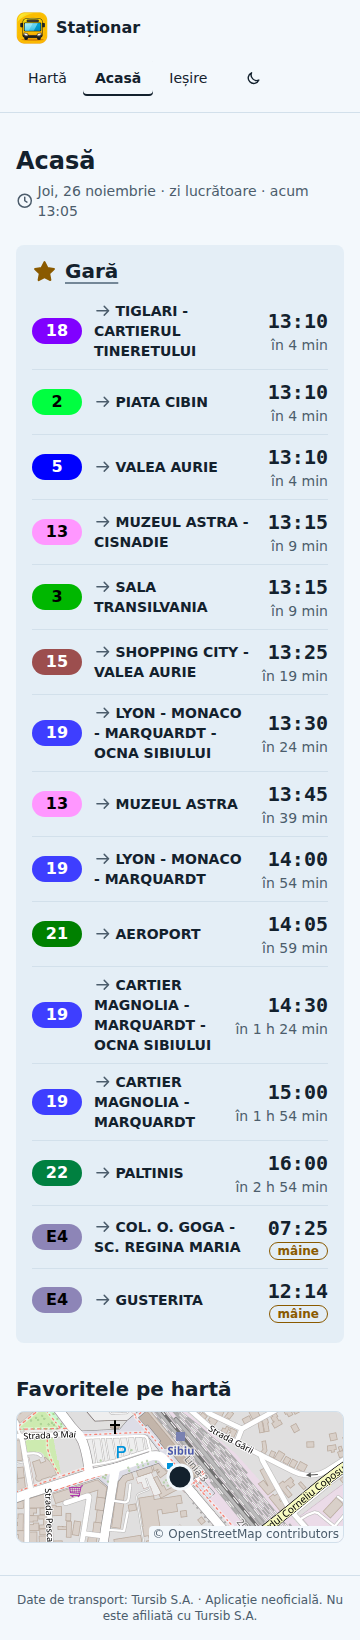 Staționar
Hartă Acasă Ieșire
Acasă
Joi, 26 noiembrie · zi lucrătoare · acum
13:05
Gară
18 → TIGLARI - CARTIERUL TINERETULUI 13:10 în 4 min
2 → PIATA CIBIN 13:10 în 4 min
5 → VALEA AURIE 13:10 în 4 min
13 → MUZEUL ASTRA - CISNADIE 13:15 în 9 min
3 → SALA TRANSILVANIA 13:15 în 9 min
15 → SHOPPING CITY - VALEA AURIE 13:25 în 19 min
19 → LYON - MONACO - MARQUARDT - OCNA SIBIULUI 13:30 în 24 min
13 → MUZEUL ASTRA 13:45 în 39 min
19 → LYON - MONACO - MARQUARDT 14:00 în 54 min
21 → AEROPORT 14:05 în 59 min
19 → CARTIER MAGNOLIA - MARQUARDT - OCNA SIBIULUI 14:30 în 1 h 24 min
19 → CARTIER MAGNOLIA - MARQUARDT 15:00 în 1 h 54 min
22 → PALTINIS 16:00 în 2 h 54 min
E4 → COL. O. GOGA - SC. REGINA MARIA 07:25 mâine
E4 → GUSTERITA 12:14 mâine
Favoritele pe hartă
Strada 9 Mai
P
Sibiu
Strada Gării
Strada Pesca
dul Corneliu Coposu
© OpenStreetMap contributors
Date de transport: Tursib S.A. · Aplicație neoficială. Nu
este afiliată cu Tursib S.A.